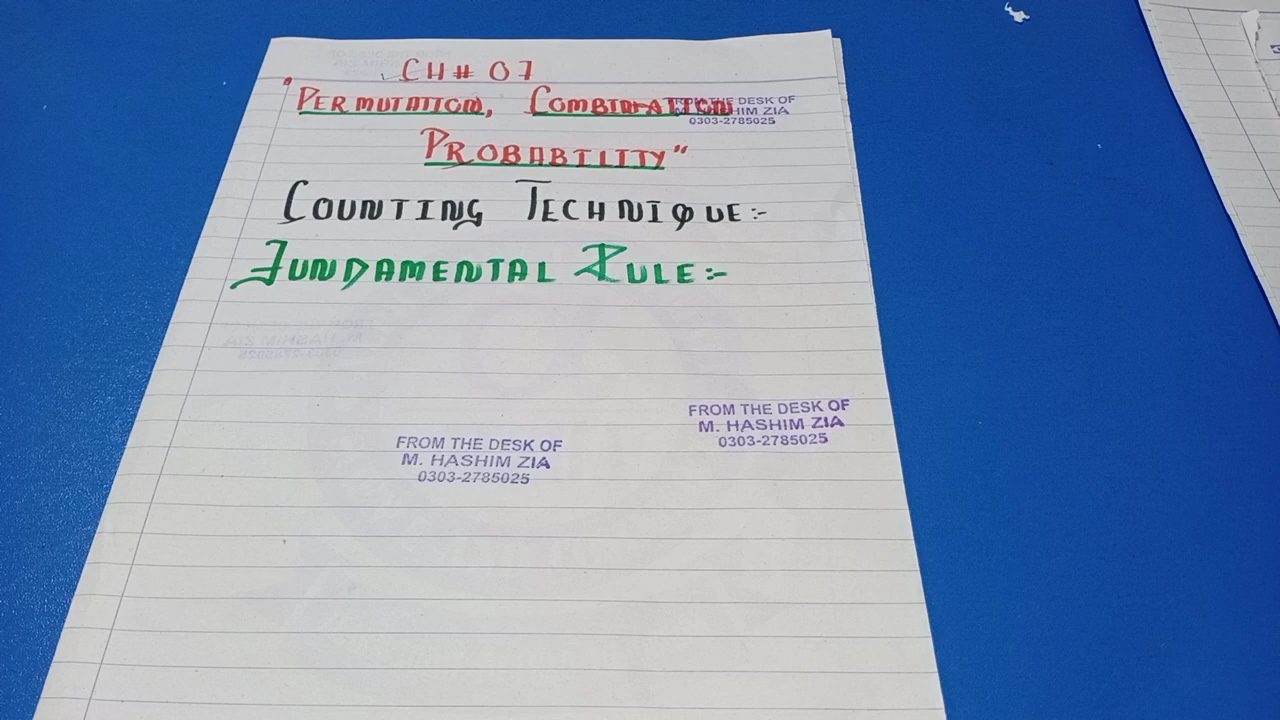 CH # 07
"PERMUTATION, COMBINATION
PROBABILITY"
FROM THE DESK OF
M. HASHIM ZIA
0303-2785025
COUNTING TECHNIQUE:-
FUNDAMENTAL RULE:-
FROM THE DESK OF
M. HASHIM ZIA
0303-2785025
FROM THE DESK OF
M. HASHIM ZIA
0303-2785025